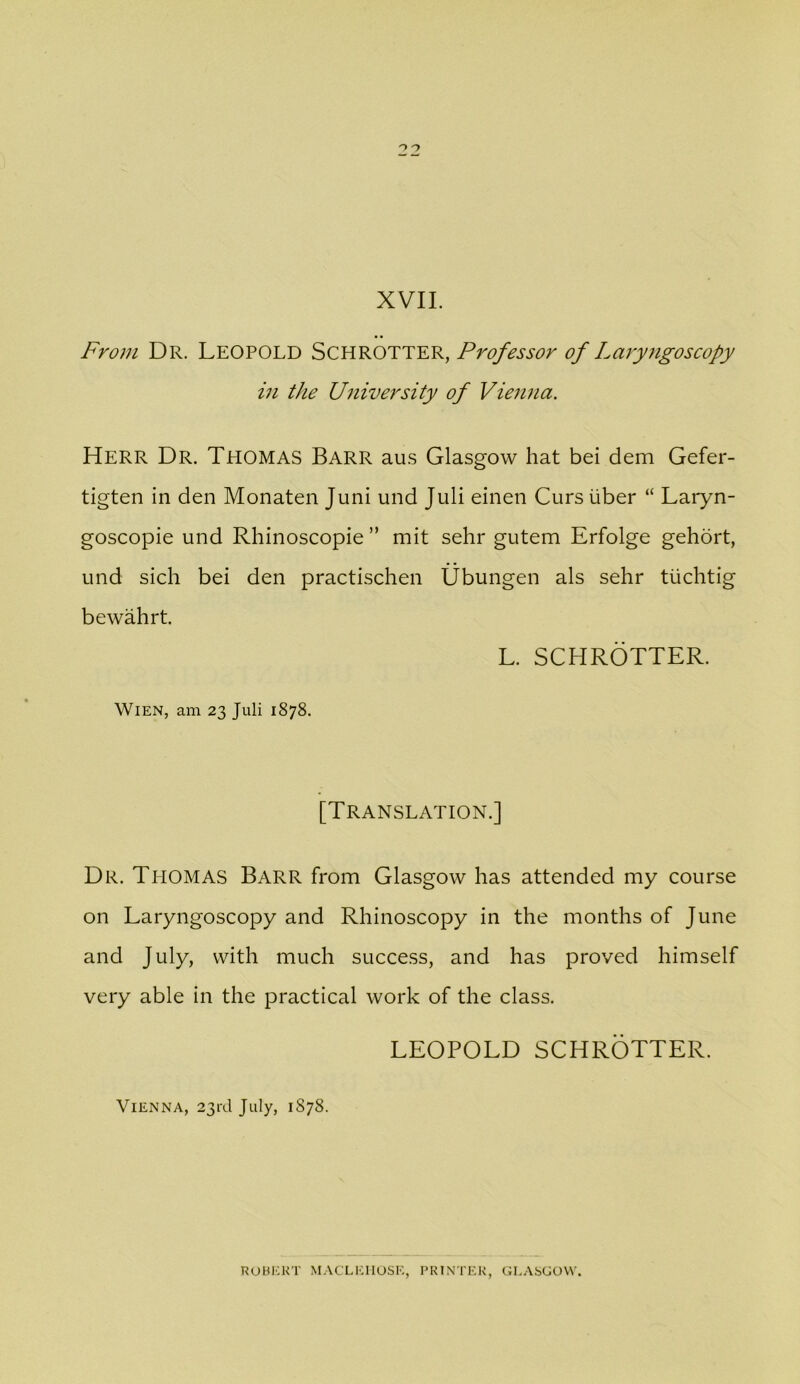 22
XVII.
From DR. LEOPOLD SCHRÖTTER, Professor of Laryngoscopy
in the University of Vienna.
HERR DR. THOMAS BARR aus Glasgow hat bei dem Gefer-
tigten in den Monaten Juni und Juli einen Curs über “ Laryn-
goscopie und Rhinoscopie ” mit sehr gutem Erfolge gehört,
und sich bei den practischen Übungen als sehr tüchtig
bewährt.
L. SCHRÖTTER.
WIEN, am 23 Juli 1878.
[TRANSLATION.]
DR. THOMAS BARR from Glasgow has attended my course
on Laryngoscopy and Rhinoscopy in the months of June
and July, with much success, and has proved himself
very able in the practical work of the class.
LEOPOLD SCHRÖTTER.
VIENNA, 23rd July, 1878.
ROBERT MACLEHOSE, PRINTER, GLASGOW.